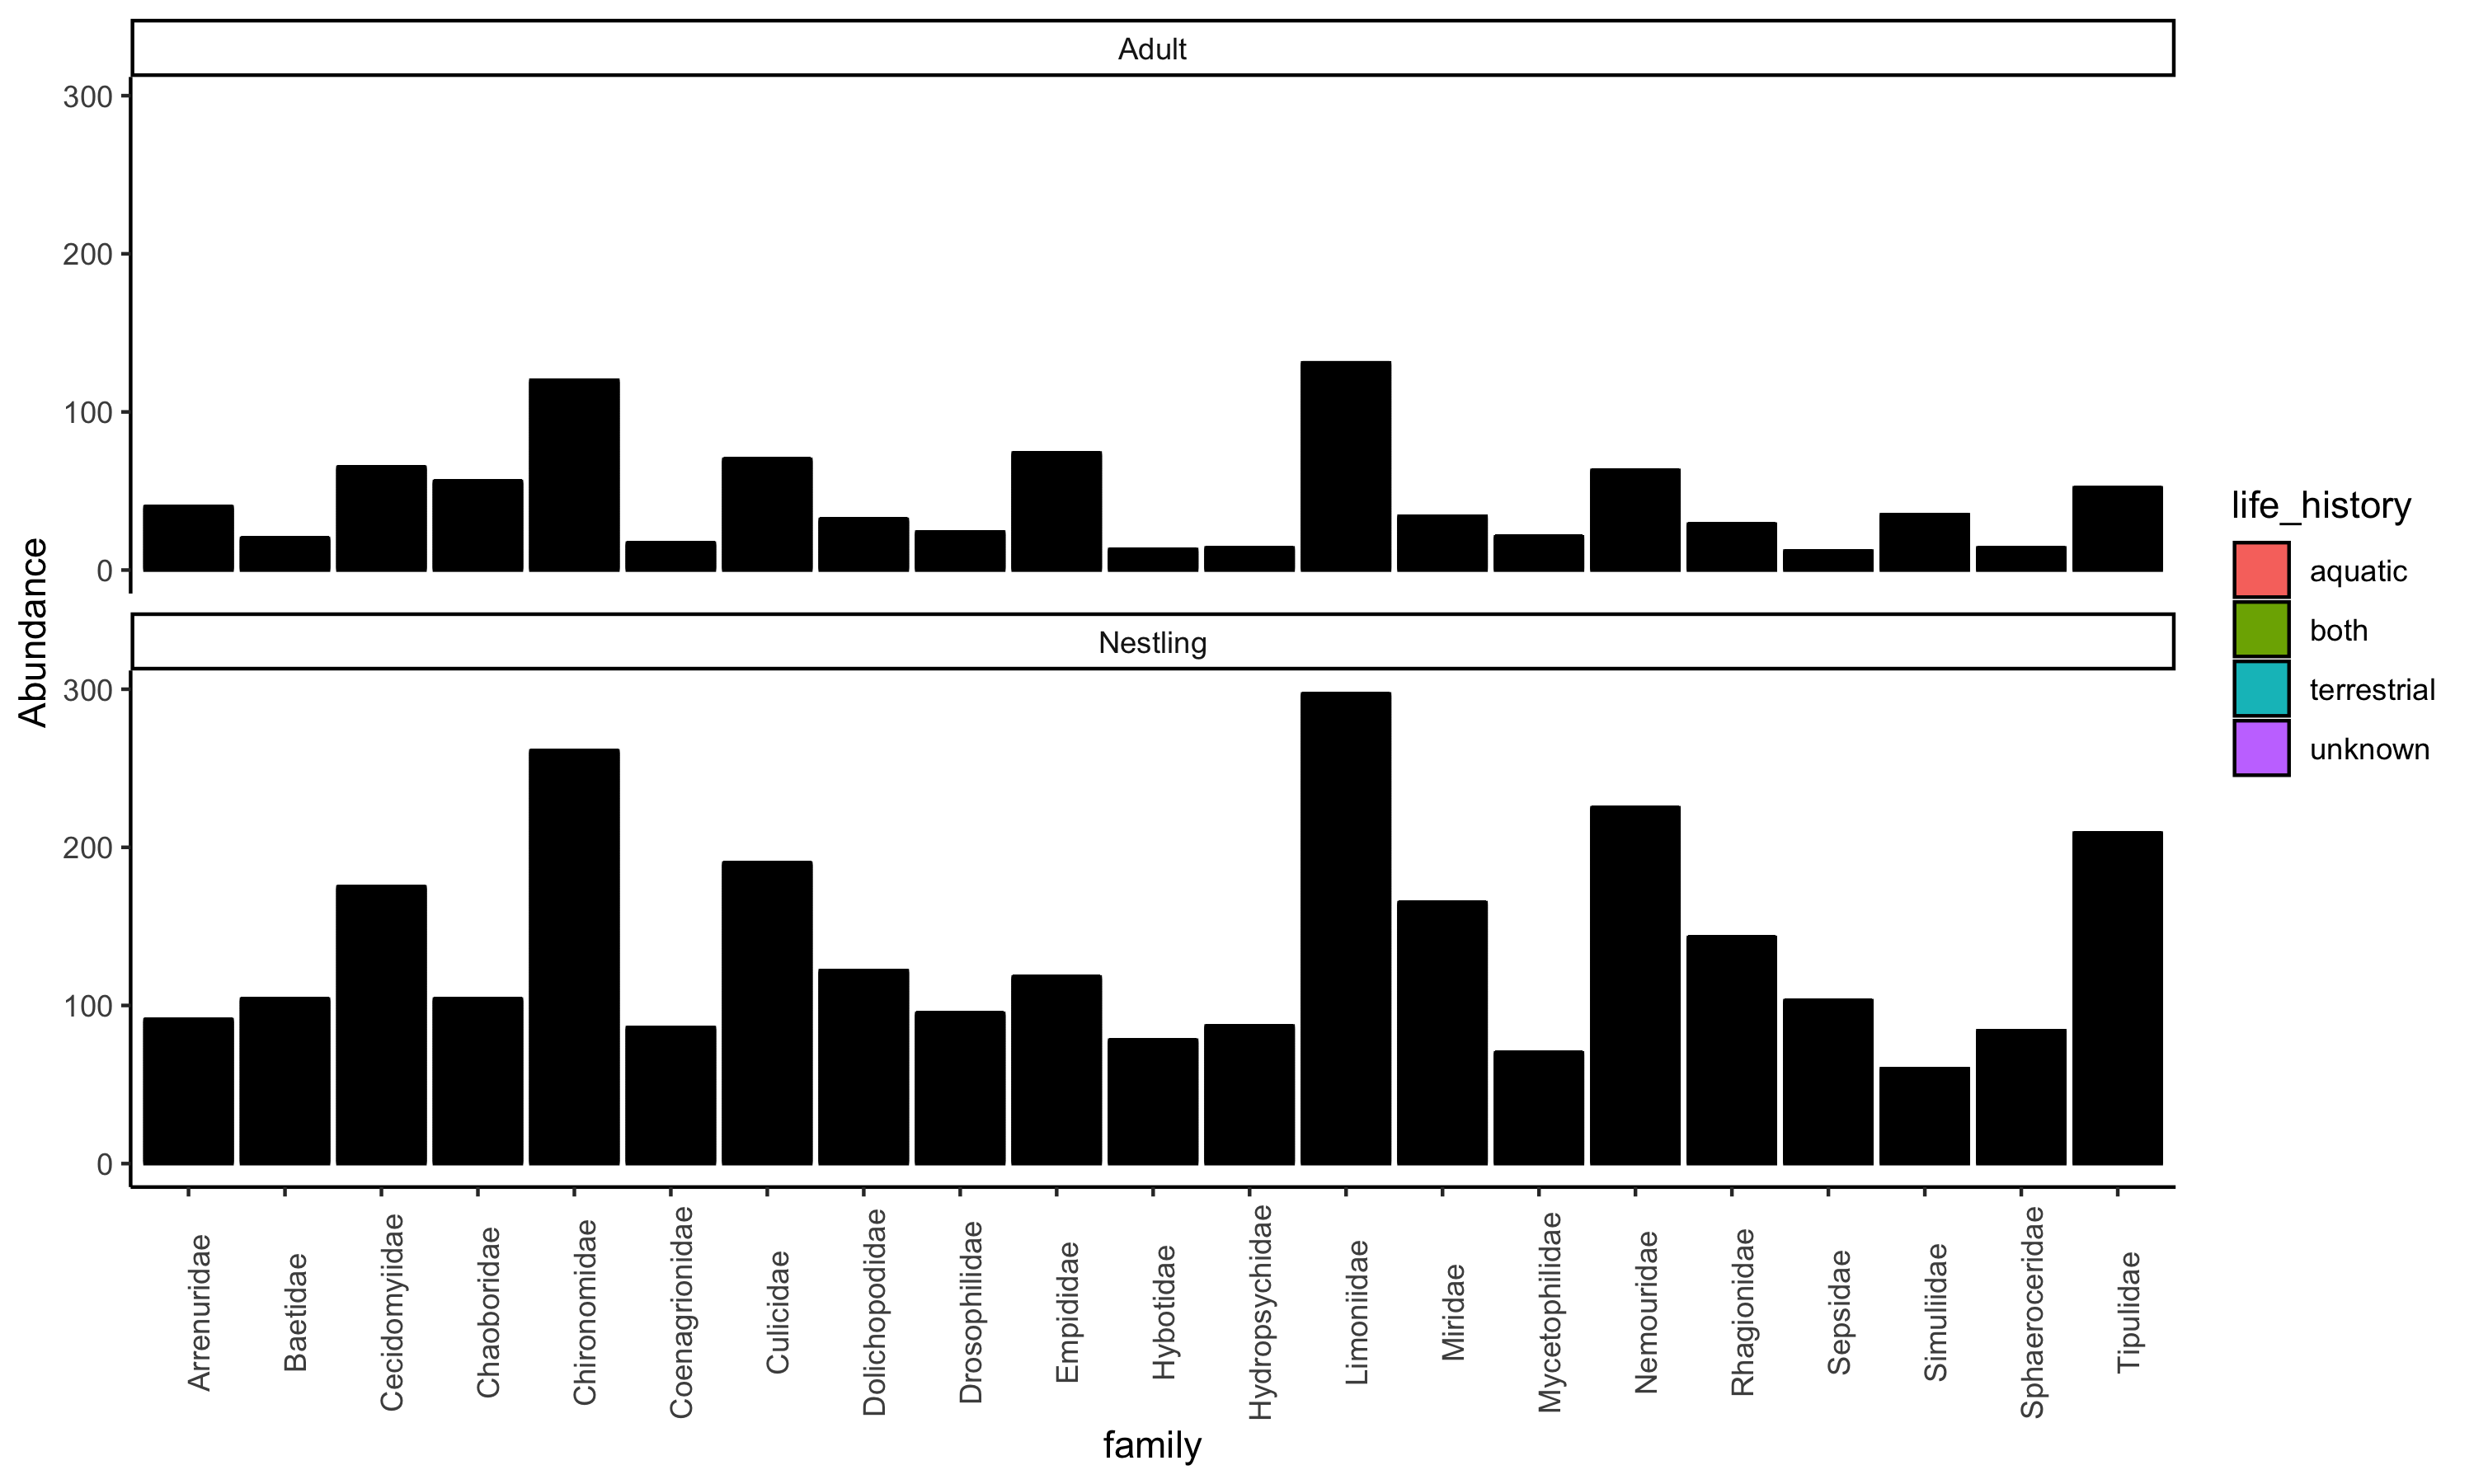 Adult
300
200
100
0
Abundance
Nestling
300
200
100
0
Arrenuridae
Baetidae
Cecidomyiidae
Chaoboridae
Chironomidae
Coenagrionidae
Culicidae
Dolichopodidae
Drosophilidae
Empididae
Hybotidae
Hydropsychidae
Limoniidae
Miridae
Mycetophilidae
Nemouridae
Rhagionidae
Sepsidae
Simuliidae
Sphaeroceridae
Tipulidae
family
life_history
aquatic
both
terrestrial
unknown